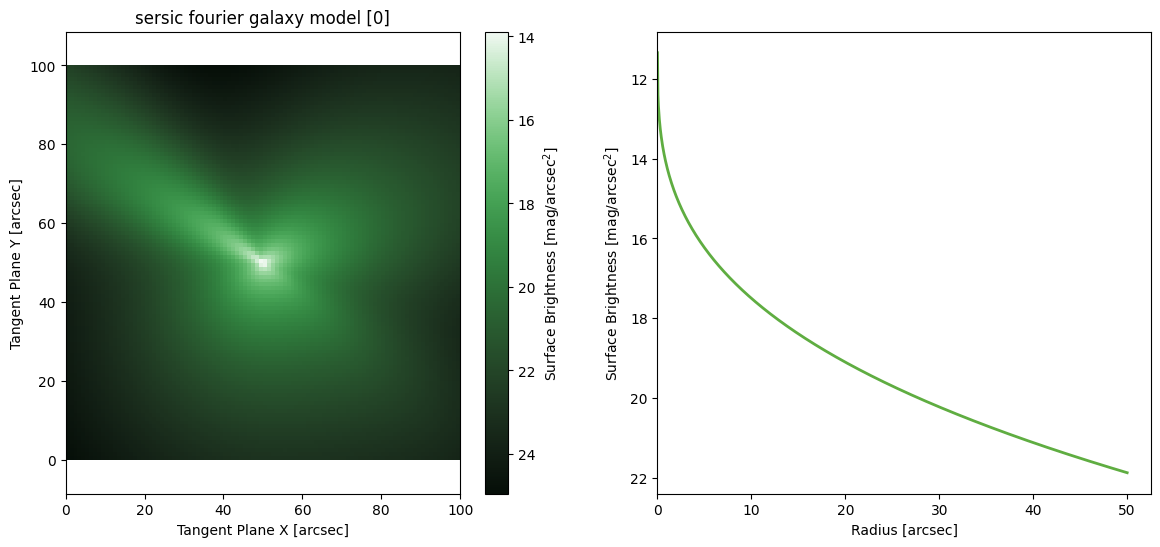 sersic fourier galaxy model [0]
Tangent Plane Y [arcsec]
100
80
60
40
20
0
0 20 40 60 80 100
Tangent Plane X [arcsec]
14
16
18
20
22
24
Surface Brightness [mag/arcsec²]
Surface Brightness [mag/arcsec²]
12
14
16
18
20
22
0 10 20 30 40 50
Radius [arcsec]